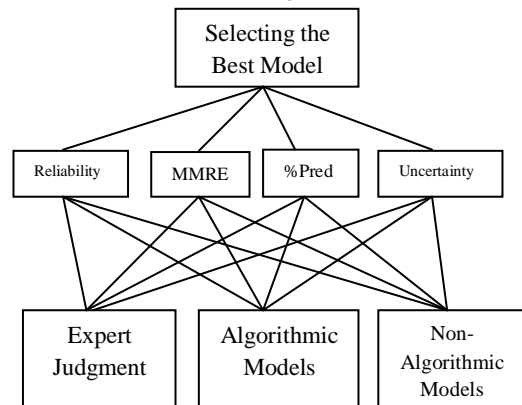 Selecting the
Best Model
Reliability
MMRE
%Pred
Uncertainty
Expert
Judgment
Algorithmic
Models
Non-
Algorithmic
Models